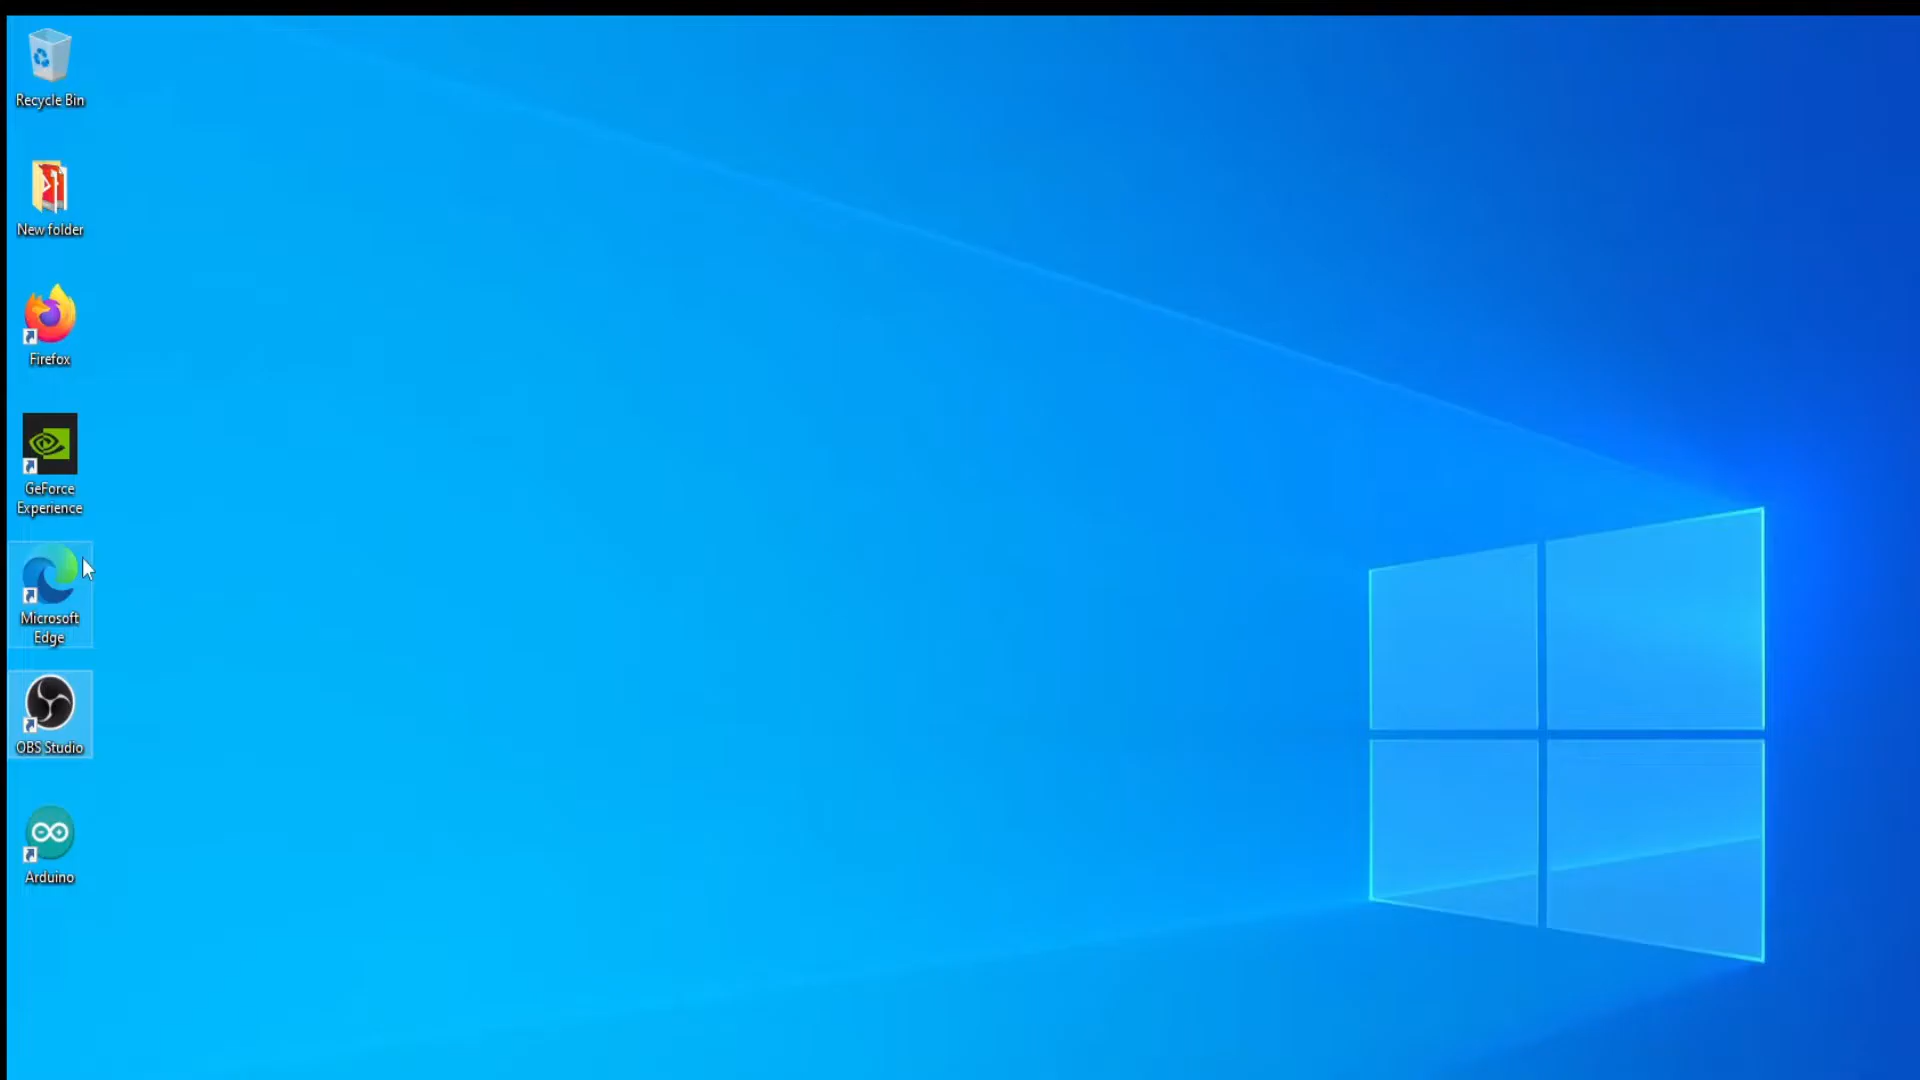 Recycle Bin
New folder
Firefox
GeForce
Experience
Microsoft
Edge
OBS Studio
Arduino